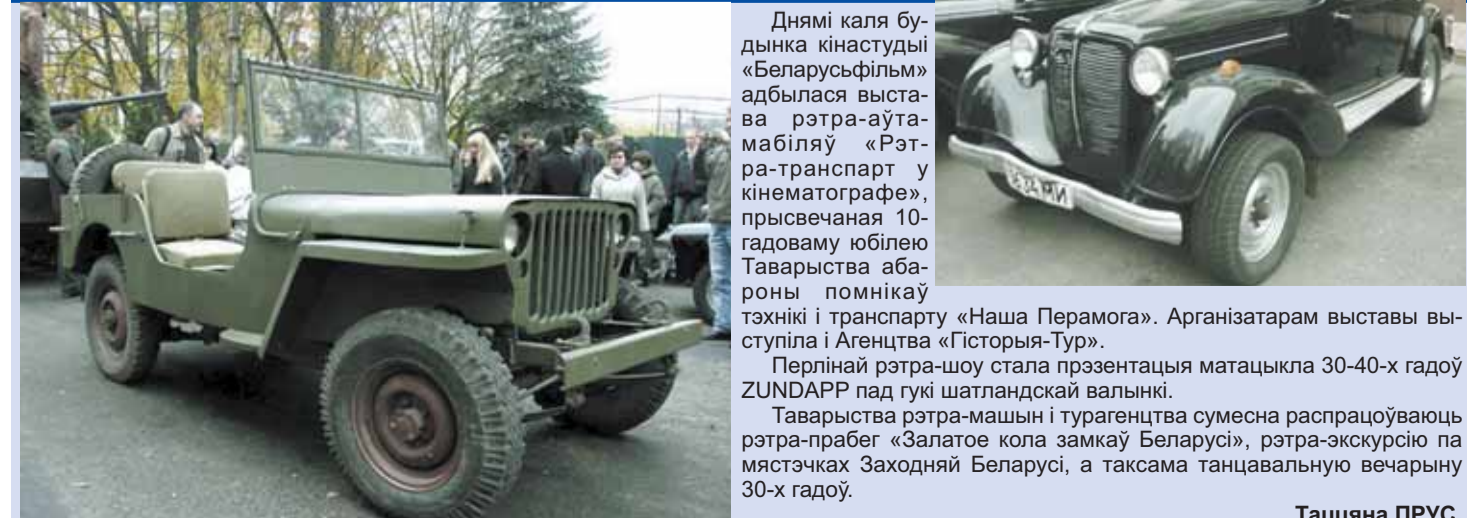 Днямі каля бу-
дынка кінастудыі
«Беларусьфільм»
адбылася выста-
ва рэтра-аўта-
мабіляў «Рэт-
ра-транспарт у
кінематографе»,
прысвечаная 10-
гадоваму юбілею
Таварыства аба-
роны помнікаў
тэхнікі і транспарту «Наша Перамога». Арганізатарам выставы вы-
ступіла і Агенцтва «Гісторыя-Тур».
Перлінай рэтра-шоу стала прэзентацыя матацыкла 30-40-х гадоў
ZUNDAPP пад гукі шатландскай валынкі.
Таварыства рэтра-машын і турагенцтва сумесна распрацоўваюць
рэтра-прабег «Залатое кола замкаў Беларусі», рэтра-экскурсію па
мястэчках Заходняй Беларусі, а таксама танцавальную вечарыну
30-х гадоў.
Таццяна ПРУС